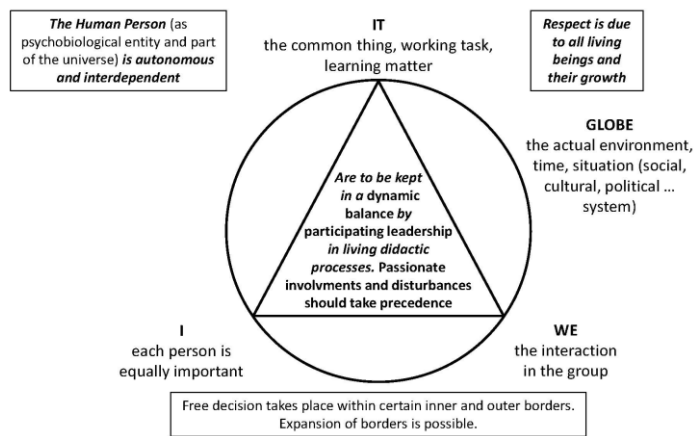 The Human Person (as
psychobiological entity and part
of the universe) is autonomous
and interdependent
IT
the common thing, working task,
learning matter
Respect is due
to all living
beings and
their growth
GLOBE
the actual environment,
time, situation (social,
cultural, political ...
system)
Are to be kept
in a dynamic
balance by
participating leadership
in living didactic
processes. Passionate
involvments and disturbances
should take precedence
I
each person is
equally important
WE
the interaction
in the group
Free decision takes place within certain inner and outer borders.
Expansion of borders is possible.